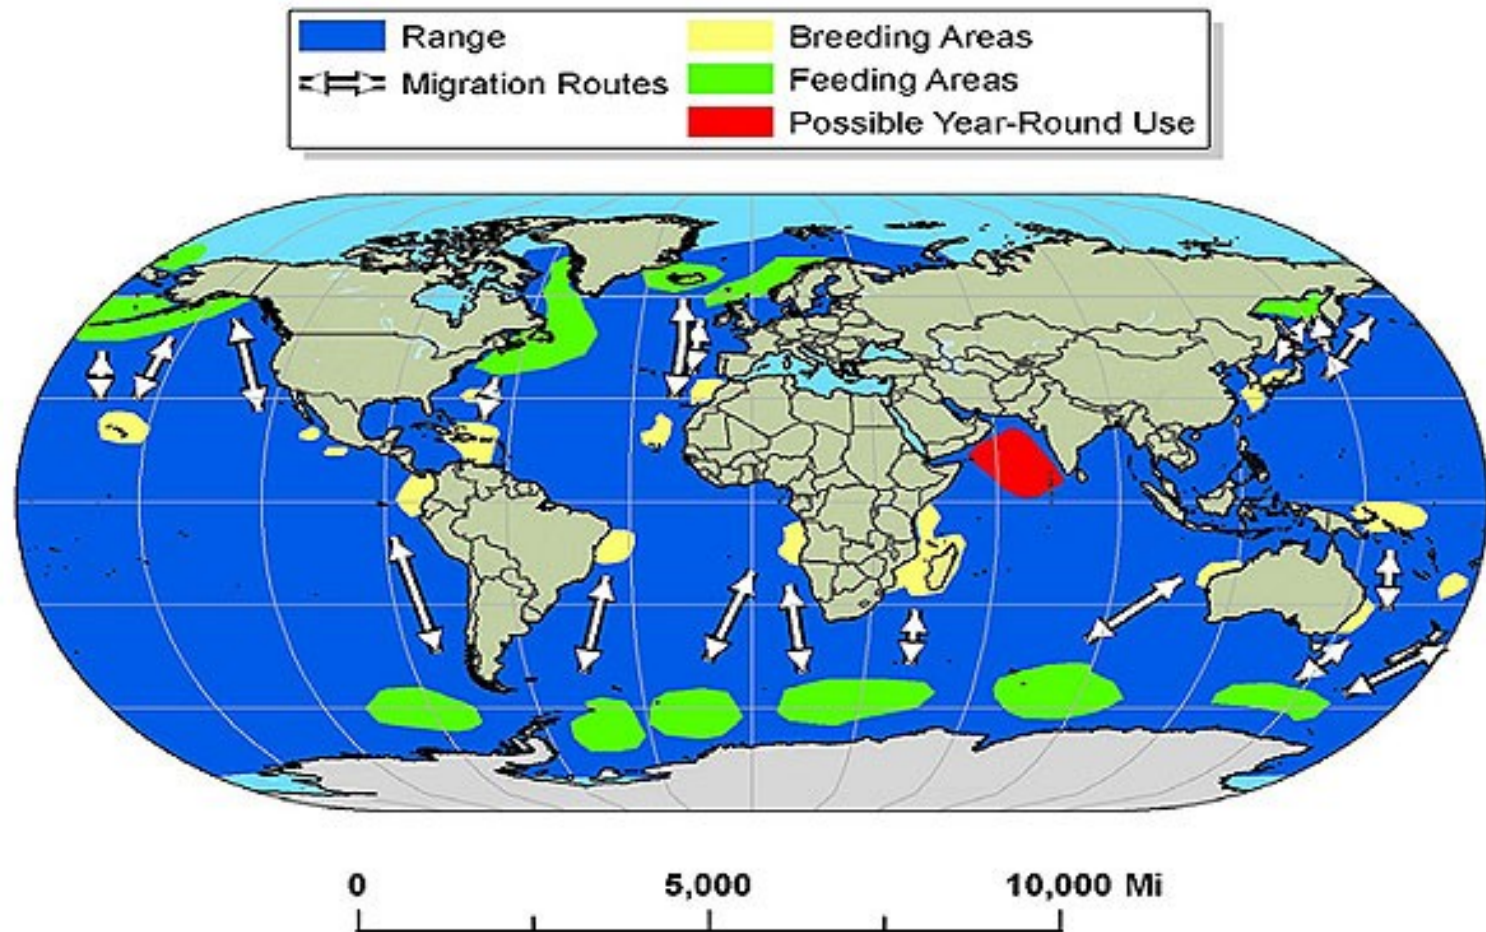 Range
Migration Routes
Breeding Areas
Feeding Areas
Possible Year-Round Use
0 5,000 10,000 Mi